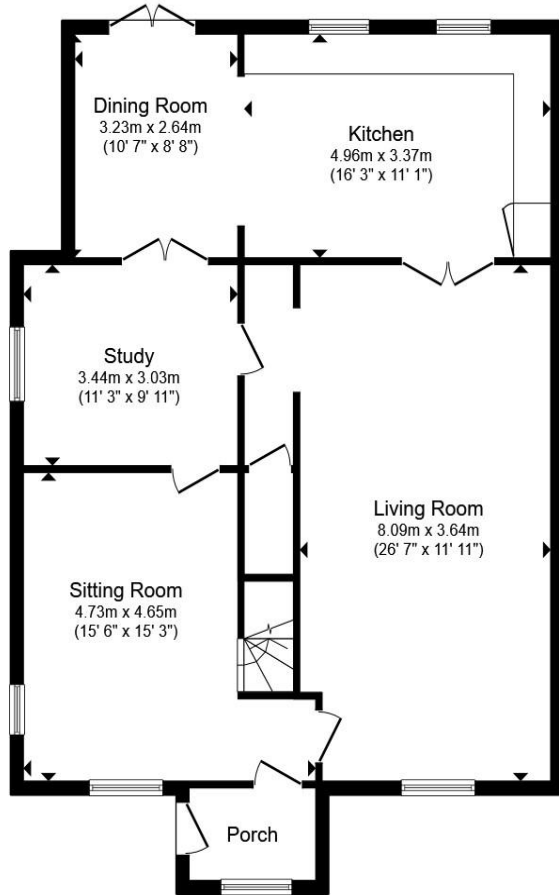 Dining Room
3.23m x 2.64m
(10' 7" x 8' 8")
Kitchen
4.96m x 3.37m
(16' 3" x 11' 1")
Study
3.44m x 3.03m
(11' 3" x 9' 11")
Living Room
8.09m x 3.64m
(26' 7" x 11' 11")
Sitting Room
4.73m x 4.65m
(15' 6" x 15' 3")
Porch